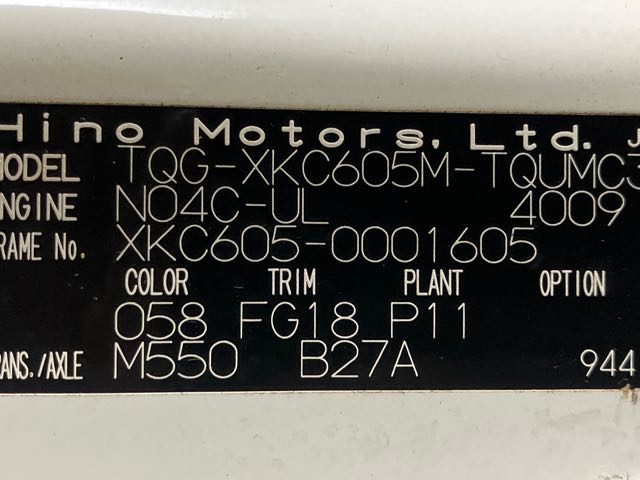 Hino Motors, Ltd. J
MODEL TQG-XKC605M-TQUMC3
ENGINE N04C-UL 4009
FRAME No. XKC605-0001605
COLOR TRIM PLANT OPTION
058 FG18 P11
TRANS./AXLE M550 B27A 944